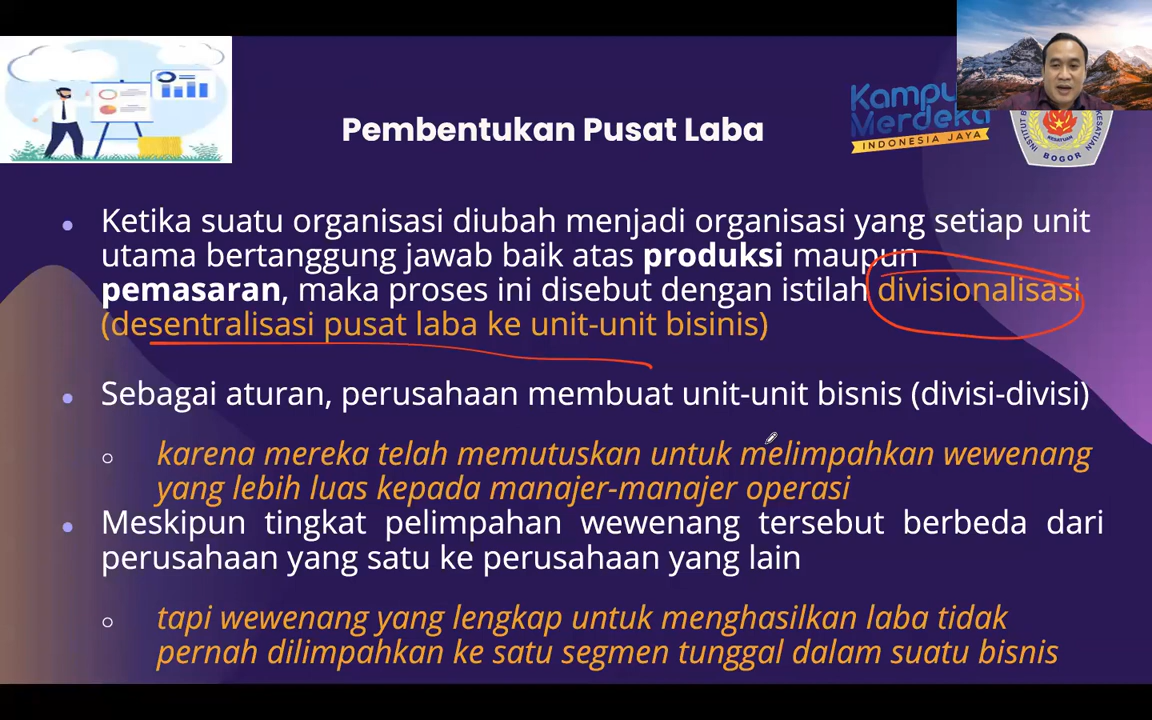 Pembentukan Pusat Laba
Kampu
Merdeka
INDONESIA JAYA
BOGOR
Ketika suatu organisasi diubah menjadi organisasi yang setiap unit
utama bertanggung jawab baik atas produksi maupun
pemasaran, maka proses ini disebut dengan istilah divisionalisasi
(desentralisasi pusat laba ke unit-unit bisinis)
Sebagai aturan, perusahaan membuat unit-unit bisnis (divisi-divisi)
karena mereka telah memutuskan untuk melimpahkan wewenang
yang lebih luas kepada manajer-manajer operasi
Meskipun tingkat pelimpahan wewenang tersebut berbeda dari
perusahaan yang satu ke perusahaan yang lain
tapi wewenang yang lengkap untuk menghasilkan laba tidak
pernah dilimpahkan ke satu segmen tunggal dalam suatu bisnis